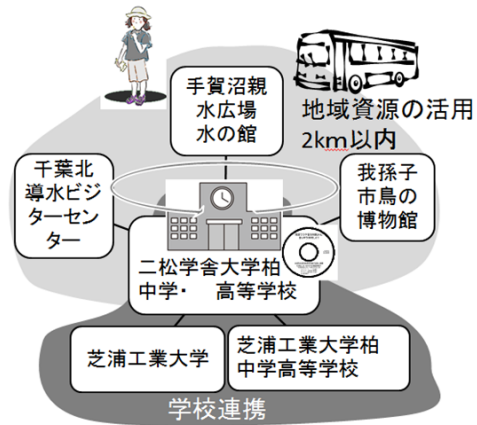 手賀沼親
水広場
水の館
地域資源の活用
2km以内
千葉北
導水ビジ
ターセン
ター
我孫子
市鳥の
博物館
二松学舎大学柏
中学・　高等学校
芝浦工業大学
芝浦工業大学柏
中学高等学校
学校連携